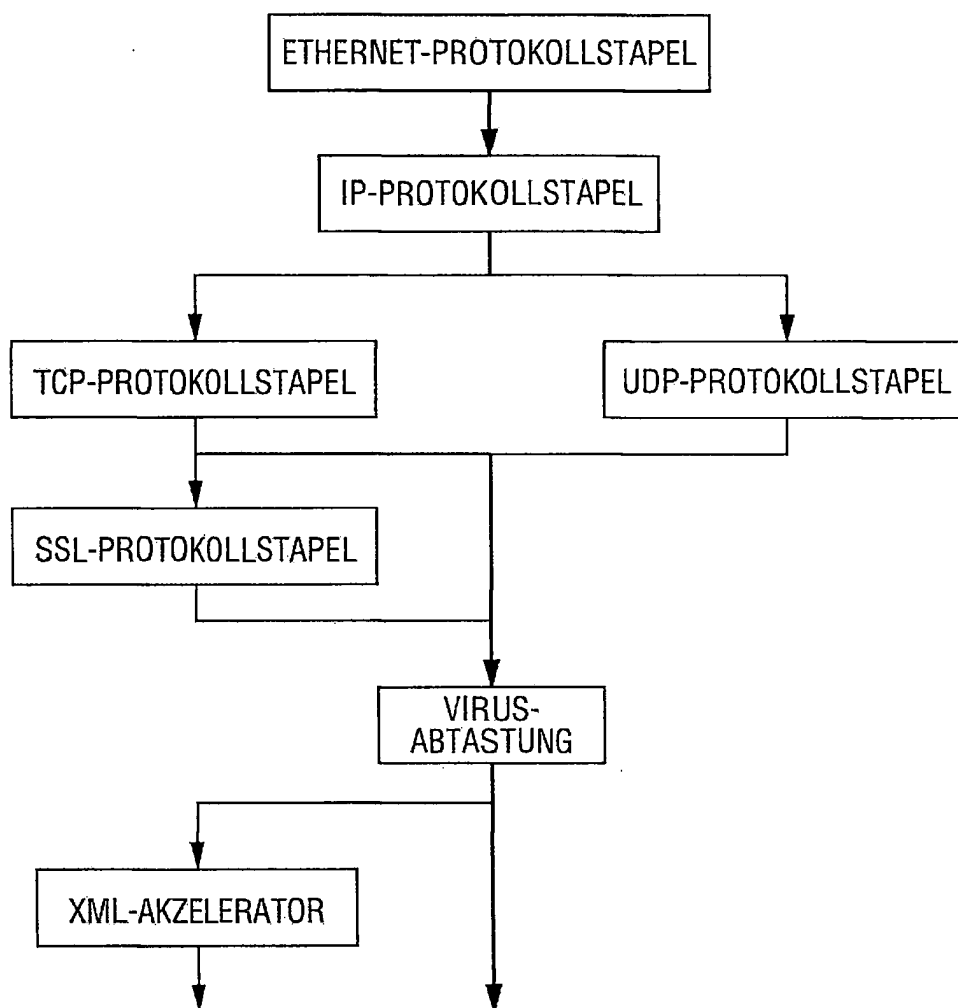 ETHERNET-PROTOKOLLSTAPEL
IP-PROTOKOLLSTAPEL
TCP-PROTOKOLLSTAPEL
UDP-PROTOKOLLSTAPEL
SSL-PROTOKOLLSTAPEL
VIRUS-
ABTASTUNG
XML-AKZELERATOR